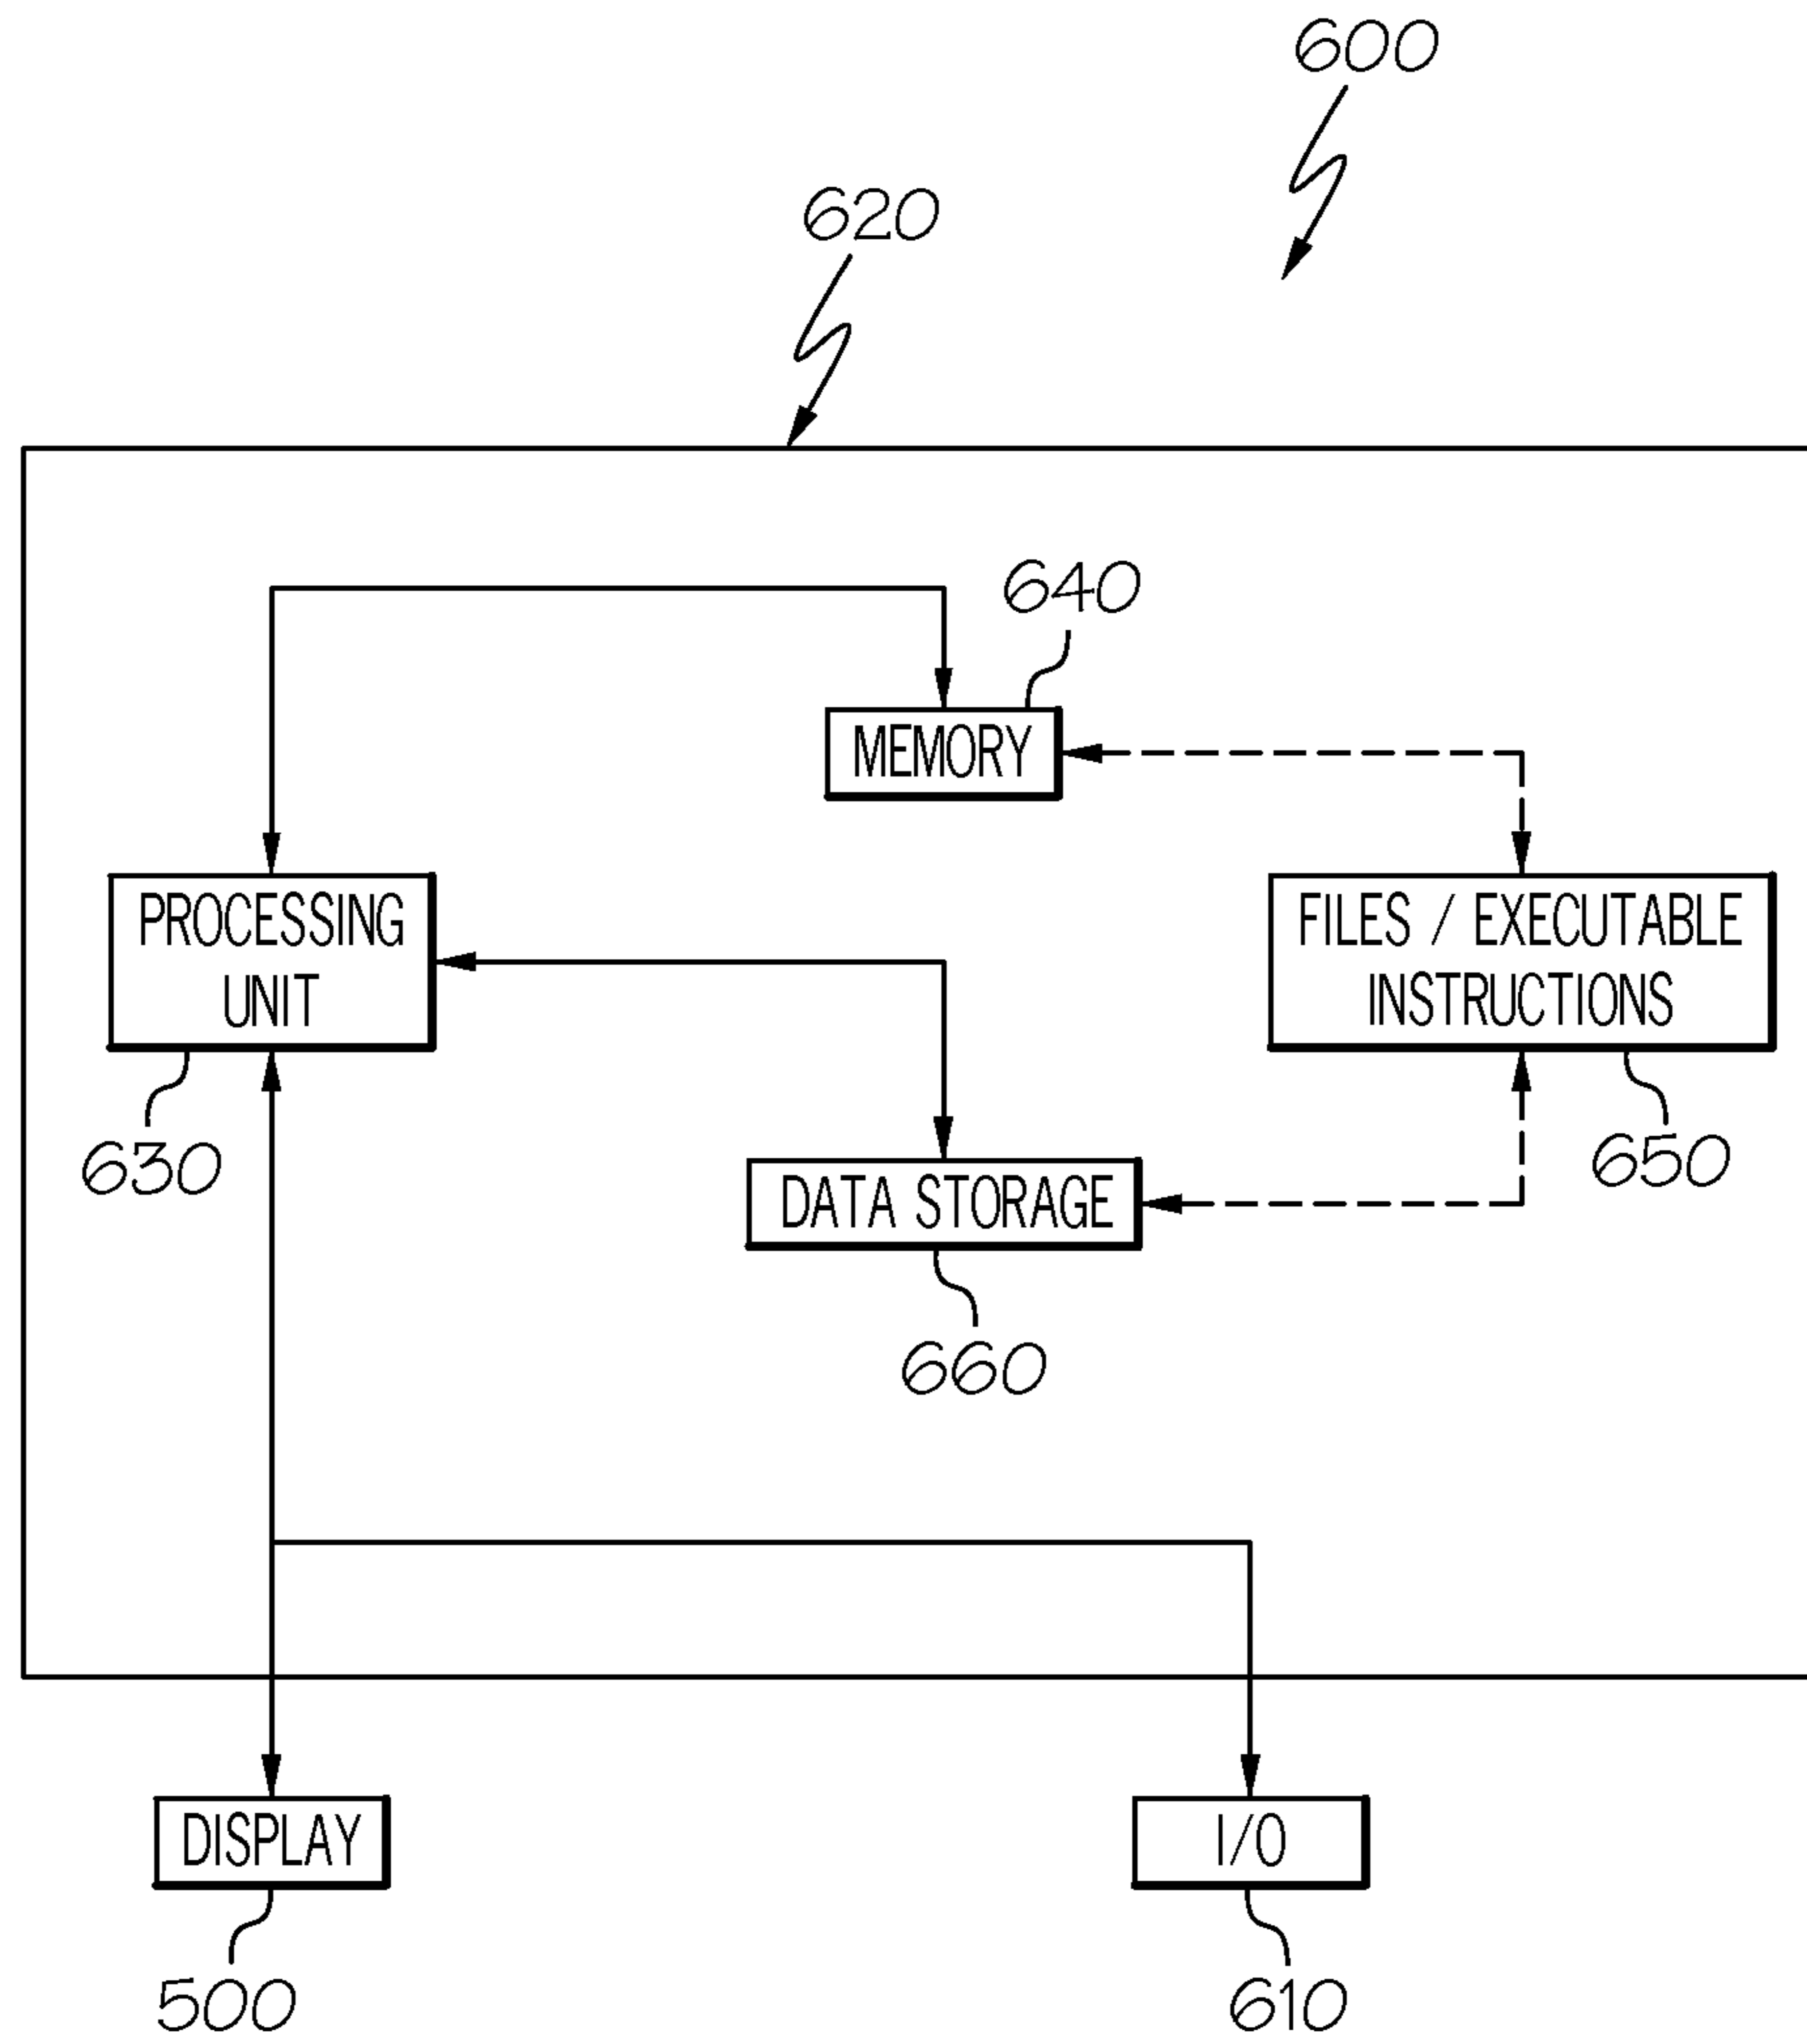 600
620
640
MEMORY
PROCESSING
UNIT
FILES / EXECUTABLE
INSTRUCTIONS
630
650
DATA STORAGE
660
DISPLAY
I/O
500
610